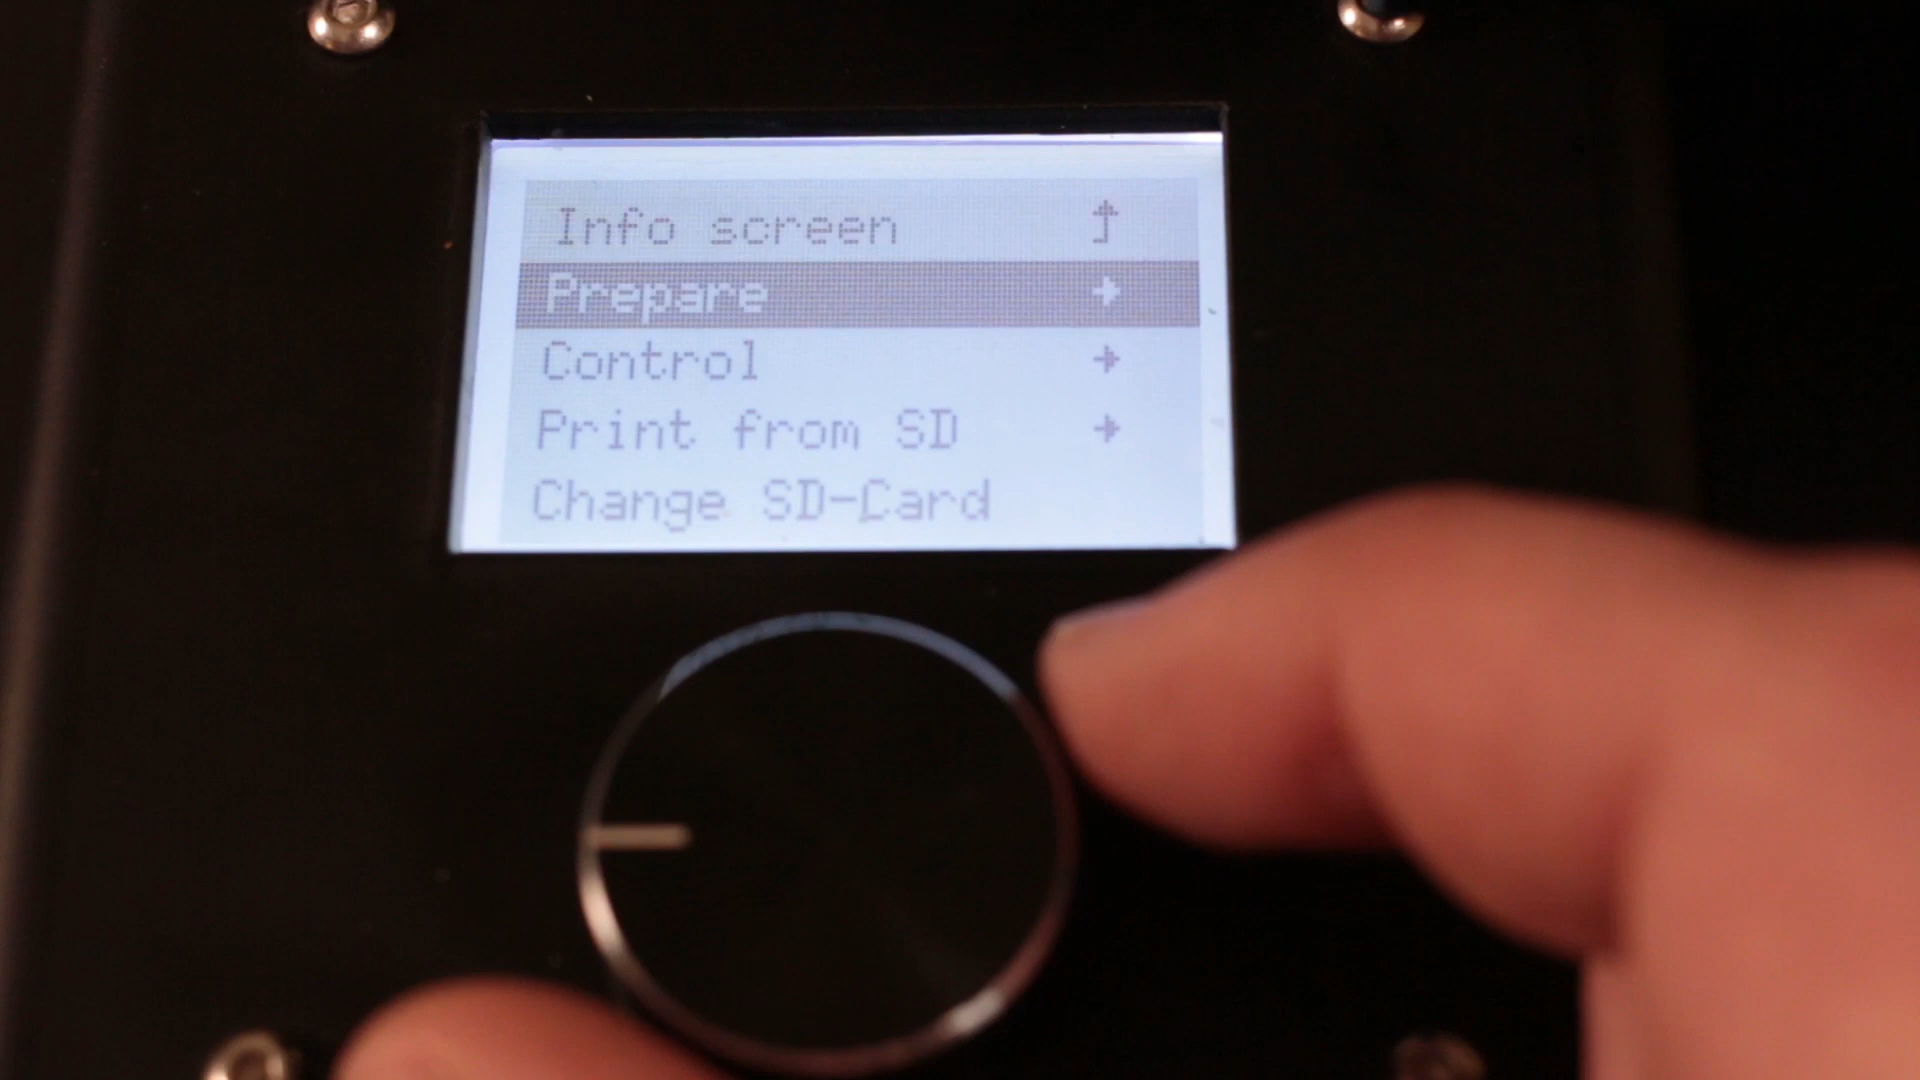 Info screen
Prepare
Control
Print from SD
Change SD-Card